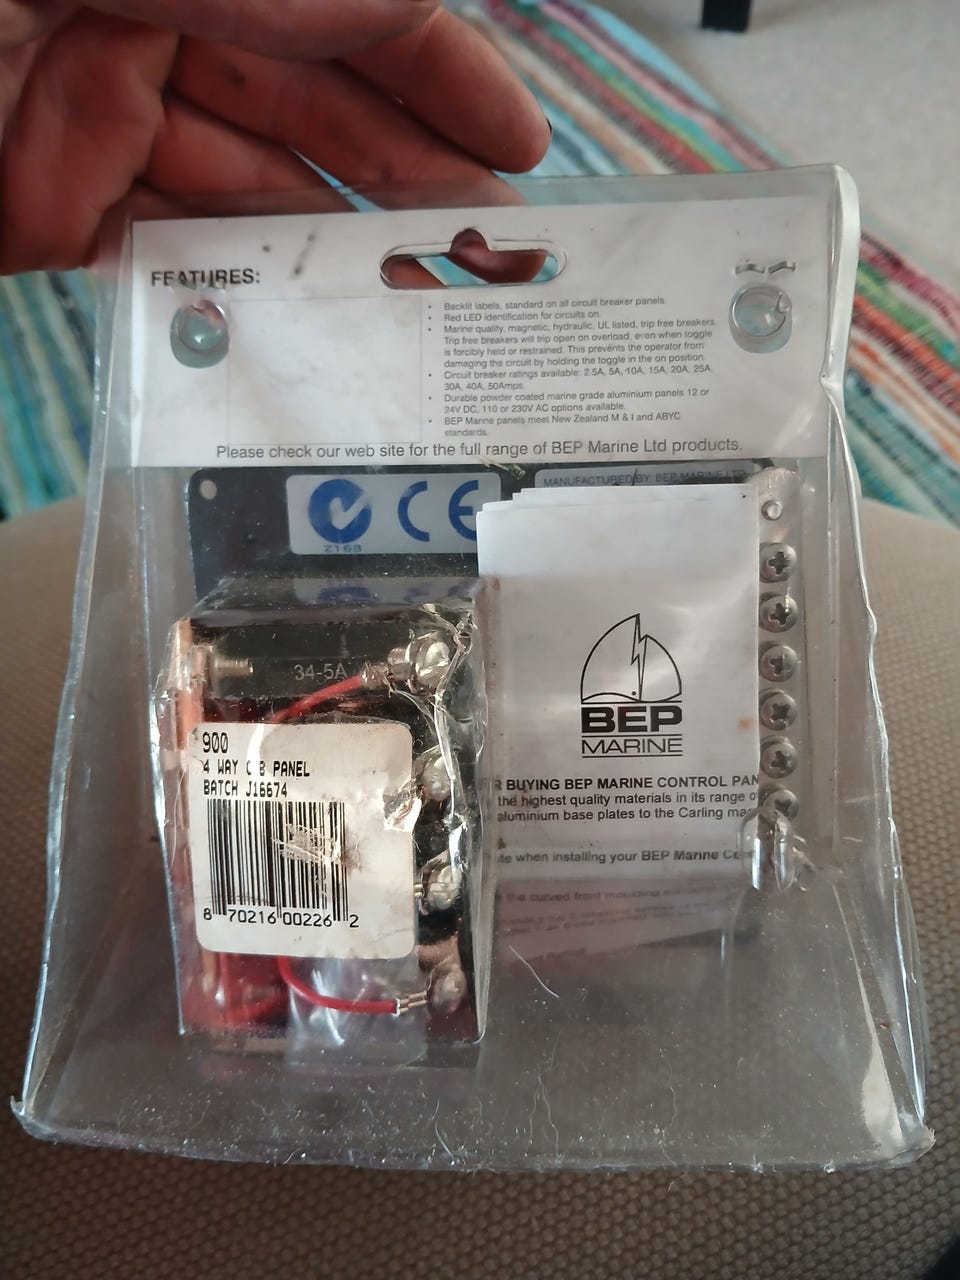 FEATURES:
• Backlit labels, standard on all circuit breaker panels.
• Red LED identification for circuits on.
• Marine quality, magnetic, hydraulic, UL listed, trip free breakers
Trip free breakers will trip open on overload, even when toggle
is forcibly held or restrained. This prevents the operator from
damaging the circuit by holding the toggle in the on position.
• Circuit breaker ratings available: 2.5A, 5A, 10A, 15A, 20A, 25A
30A, 40A, 50Amps.
• Durable powder coated marine grade aluminium panels 12 or
24V DC, 110 or 230V AC options available.
• BEP Marine panels meet New Zealand M & I and ABYC
standards.
Please check our web site for the full range of BEP Marine Ltd products.
MANUFACTURED BY: BEP MARINE LTD
CE
Z168
34-5A
900
4 WAY C B PANEL
BATCH J16674
8 70216 00226 2
BEP
MARINE
R BUYING BEP MARINE CONTROL PAN
the highest quality materials in its range o
aluminium base plates to the Carling ma
te when installing your BEP Marine Co
the curved front moulding